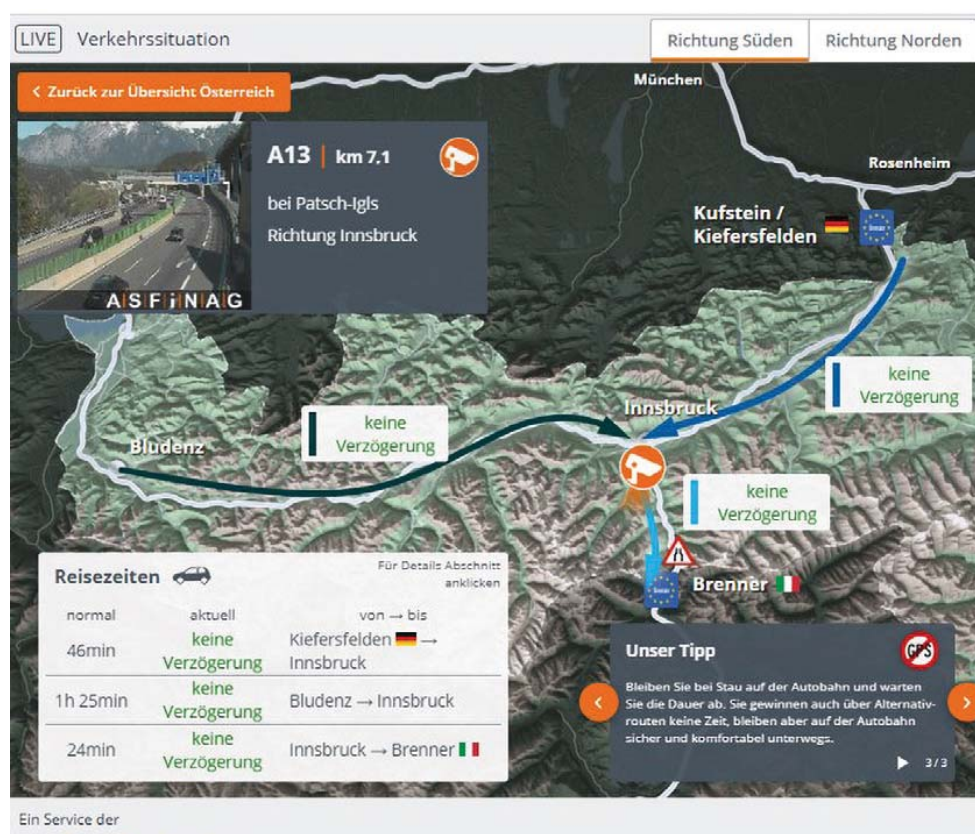 LIVE Verkehrssituation
Richtung Süden
Richtung Norden
< Zurück zur Übersicht Österreich
München
A13 | km 7,1
bei Patsch-Igls
Richtung Innsbruck
ASFiNAG
Rosenheim
Kufstein /
Kiefersfelden
keine
Verzögerung
Innsbruck
keine
Verzögerung
Bludenz
keine
Verzögerung
Brenner
Reisezeiten
Für Details Abschnitt
anklicken
normal aktuell von → bis
46min keine Verzögerung Kiefersfelden → Innsbruck
1h 25min keine Verzögerung Bludenz → Innsbruck
24min keine Verzögerung Innsbruck → Brenner
Unser Tipp
GPS
Bleiben Sie bei Stau auf der Autobahn und warten
Sie die Dauer ab. Sie gewinnen auch über Alternativ-
routen keine Zeit, bleiben aber auf der Autobahn
sicher und komfortabel unterwegs.
3/3
Ein Service der